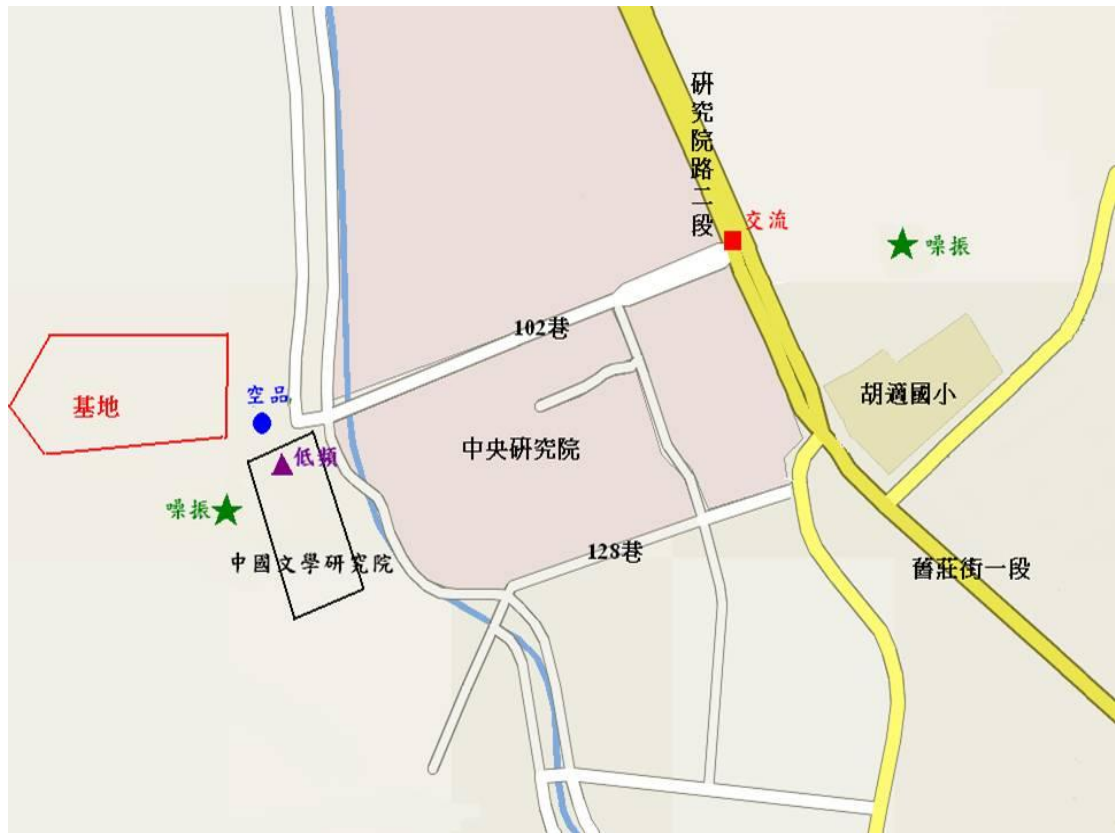 研究院路二段
交流
噪振
102巷
基地
空品
胡適國小
中央研究院
低頻
噪振
128巷
中國文學研究院
舊莊街一段